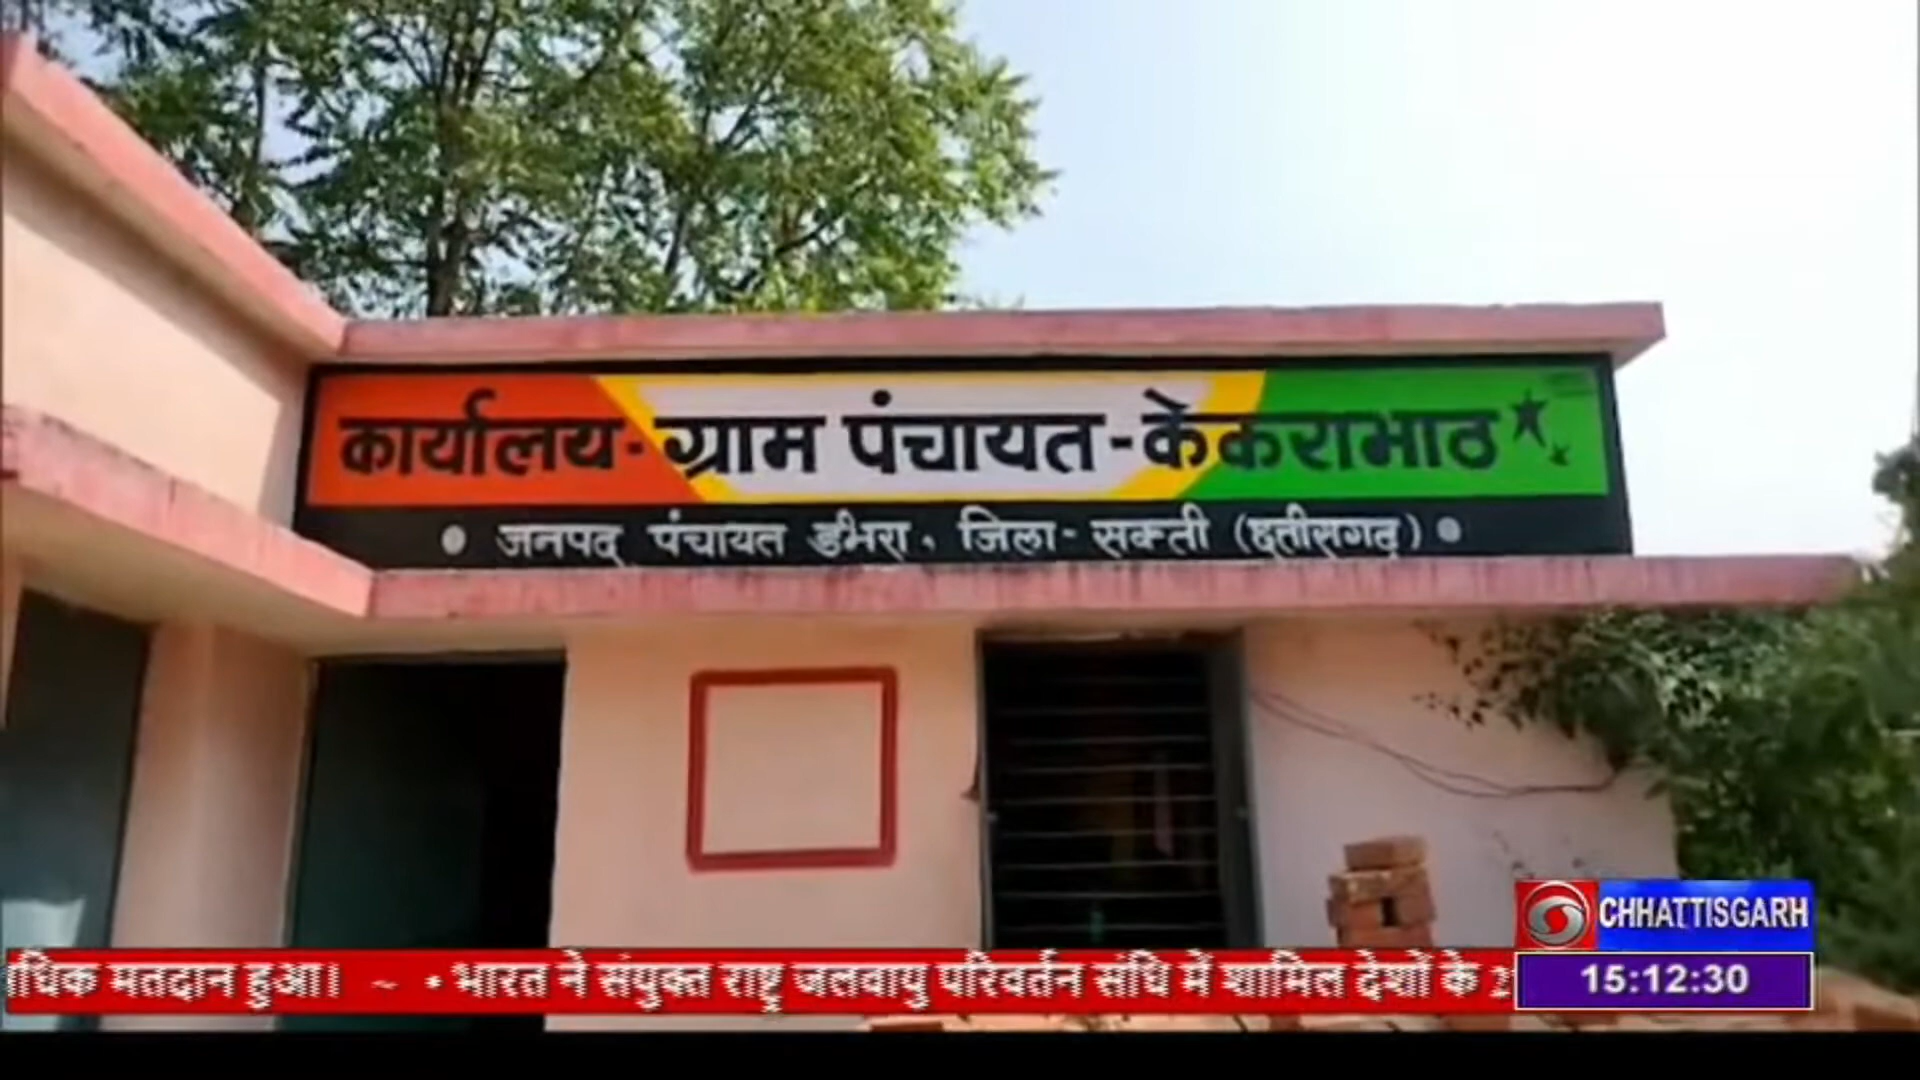 कार्यालय-ग्राम पंचायत-केकराभाठ
जनपद पंचायत डभरा, जिला-सक्ती (छत्तीसगढ़)
CHHATTISGARH
मतदान हुआ। ~ • भारत ने संयुक्त राष्ट्र जलवायु परिवर्तन संधि में शामिल देशों के
15:12:30